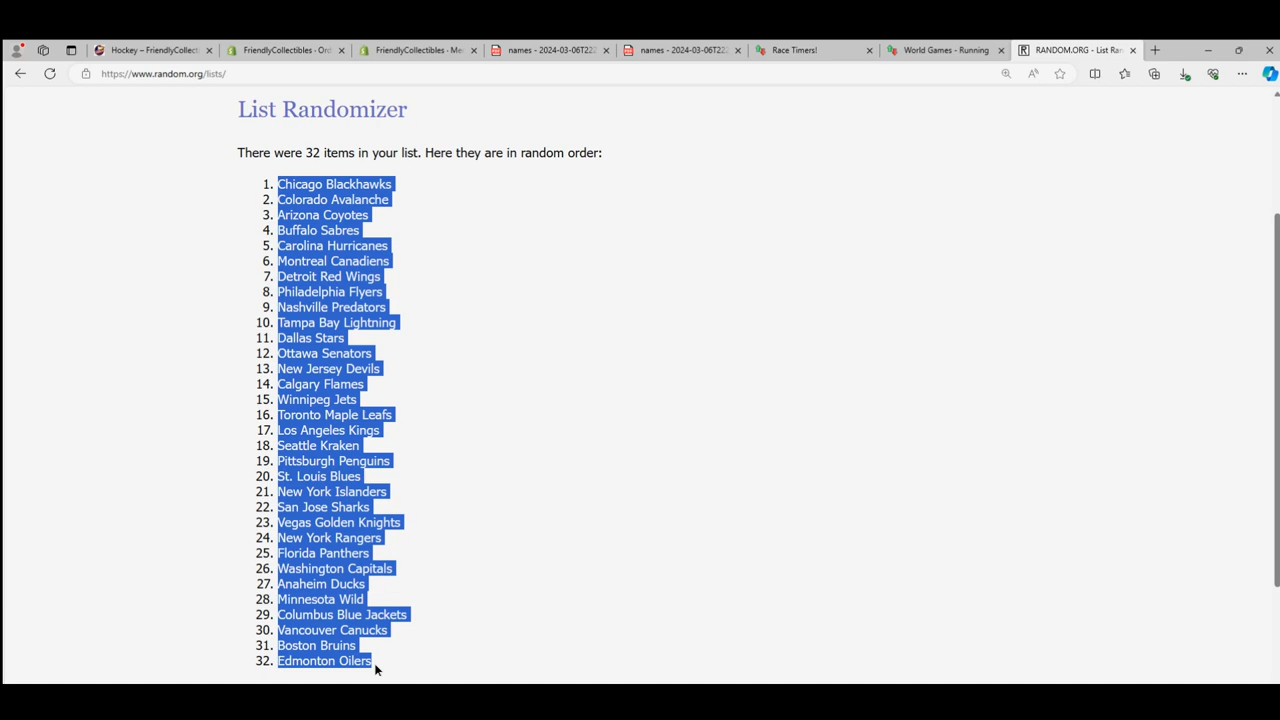 Hockey – FriendlyCollect
FriendlyCollectibles · Ord
FriendlyCollectibles · Me
names - 2024-03-06T222
names - 2024-03-06T222
Race Timers!
World Games - Running
RANDOM.ORG - List Ran
https://www.random.org/lists/
List Randomizer
There were 32 items in your list. Here they are in random order:
1. Chicago Blackhawks
2. Colorado Avalanche
3. Arizona Coyotes
4. Buffalo Sabres
5. Carolina Hurricanes
6. Montreal Canadiens
7. Detroit Red Wings
8. Philadelphia Flyers
9. Nashville Predators
10. Tampa Bay Lightning
11. Dallas Stars
12. Ottawa Senators
13. New Jersey Devils
14. Calgary Flames
15. Winnipeg Jets
16. Toronto Maple Leafs
17. Los Angeles Kings
18. Seattle Kraken
19. Pittsburgh Penguins
20. St. Louis Blues
21. New York Islanders
22. San Jose Sharks
23. Vegas Golden Knights
24. New York Rangers
25. Florida Panthers
26. Washington Capitals
27. Anaheim Ducks
28. Minnesota Wild
29. Columbus Blue Jackets
30. Vancouver Canucks
31. Boston Bruins
32. Edmonton Oilers